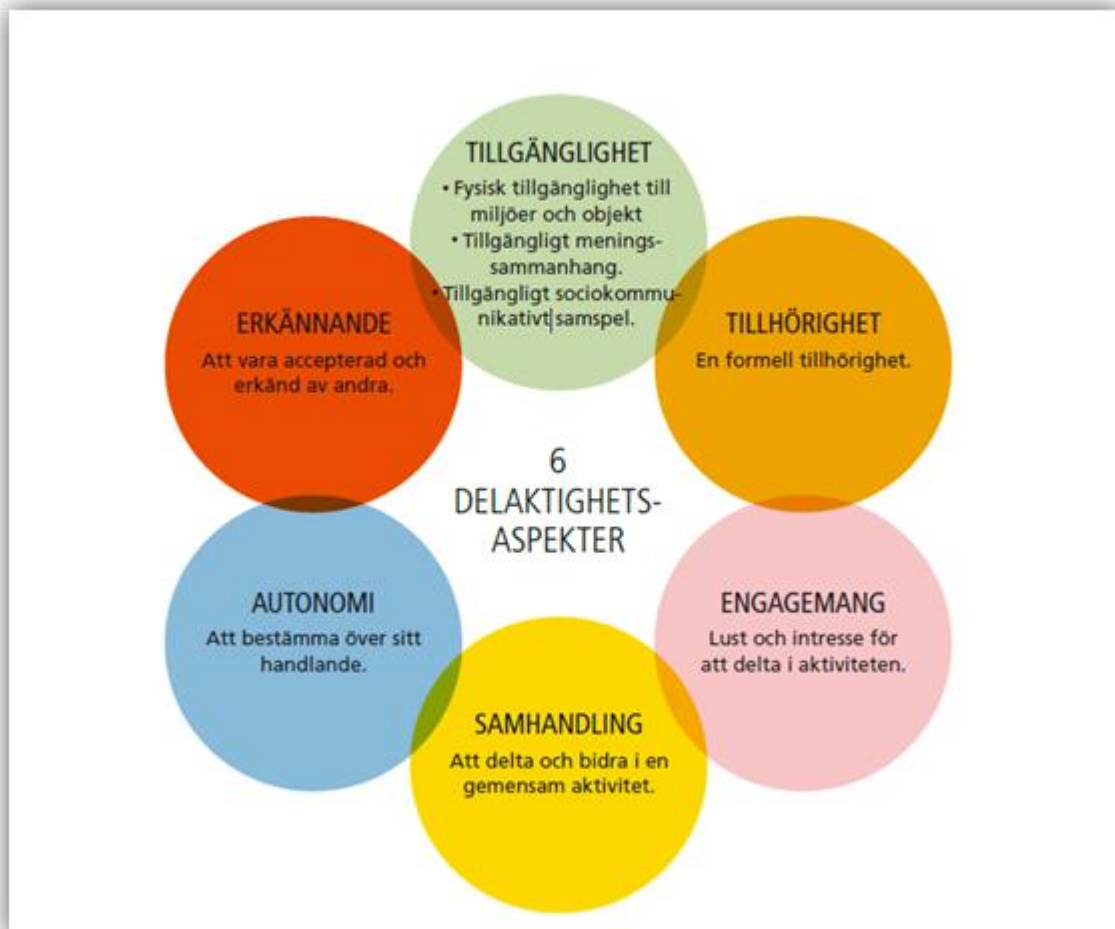 TILLGÄNGLIGHET
• Fysisk tillgänglighet till
miljöer och objekt
• Tillgängligt menings-
sammanhang.
• Tillgängligt sociokommu-
nikativt samspel.
TILLHÖRIGHET
En formell tillhörighet.
ENGAGEMANG
Lust och intresse för
att delta i aktiviteten.
SAMHANDLING
Att delta och bidra i en
gemensam aktivitet.
AUTONOMI
Att bestämma över sitt
handlande.
ERKÄNNANDE
Att vara accepterad och
erkänd av andra.
6
DELAKTIGHETS-
ASPEKTER